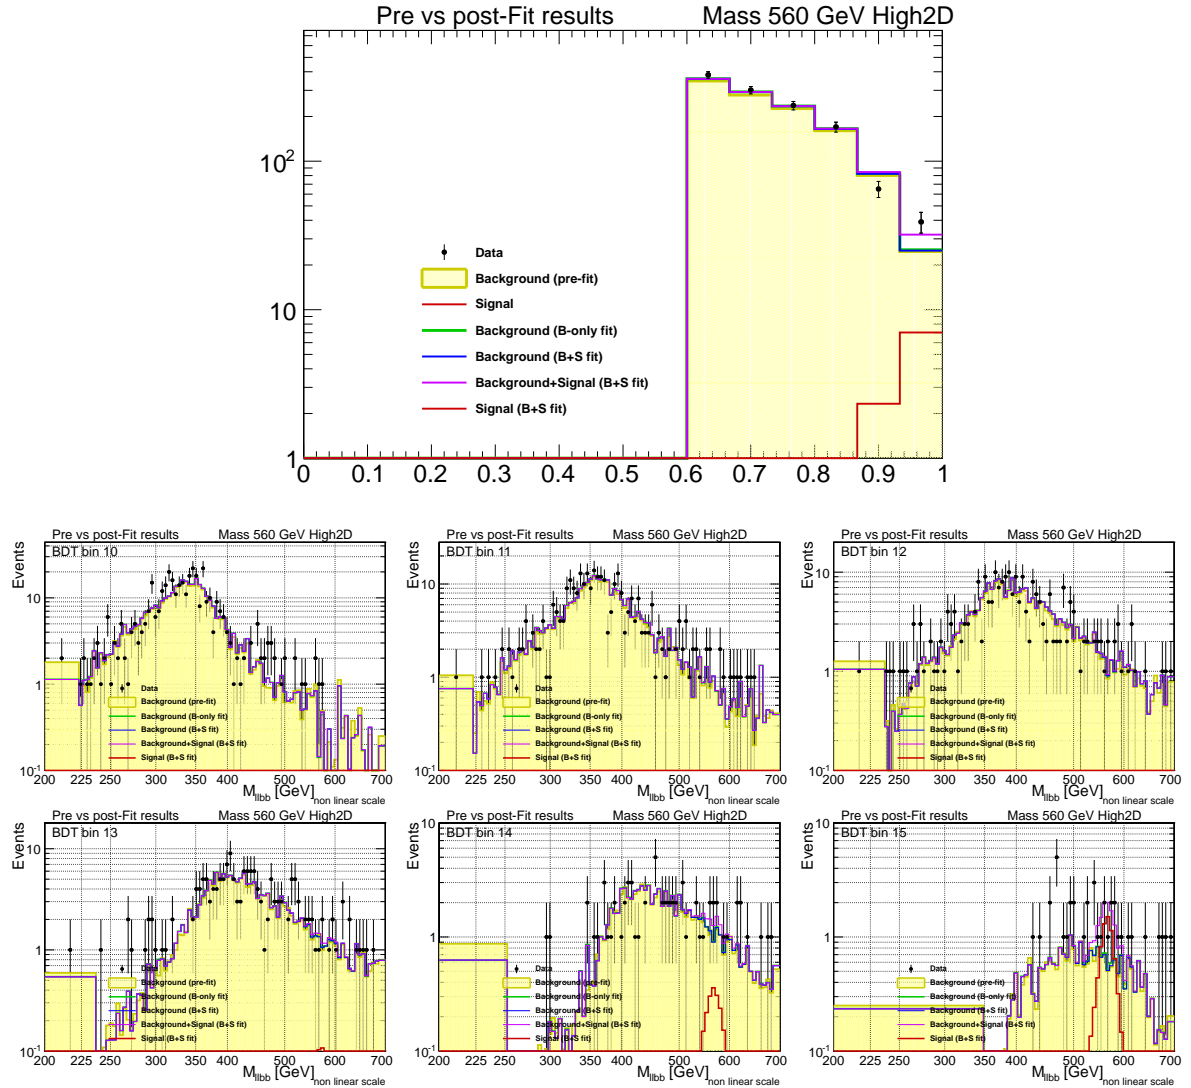 Pre vs post-Fit results Mass 560 GeV High2D
10²
10
1
Data
Background (pre-fit)
Signal
Background (B-only fit)
Background (B+S fit)
Background+Signal (B+S fit)
Signal (B+S fit)
0 0.1 0.2 0.3 0.4 0.5 0.6 0.7 0.8 0.9 1
Pre vs post-Fit results Mass 560 GeV High2D
BDT bin 10
Events
10
1
10⁻¹
Data
Background (pre-fit)
Background (B-only fit)
Background (B+S fit)
Background+Signal (B+S fit)
Signal (B+S fit)
200 225 250 300 350 400 500 600 700
M_llbb [GeV] non linear scale
Pre vs post-Fit results Mass 560 GeV High2D
BDT bin 11
Events
10
1
10⁻¹
Data
Background (pre-fit)
Background (B-only fit)
Background (B+S fit)
Background+Signal (B+S fit)
Signal (B+S fit)
200 225 250 300 350 400 500 600 700
M_llbb [GeV] non linear scale
Pre vs post-Fit results Mass 560 GeV High2D
BDT bin 12
Events
10
1
10⁻¹
Data
Background (pre-fit)
Background (B-only fit)
Background (B+S fit)
Background+Signal (B+S fit)
Signal (B+S fit)
200 225 250 300 350 400 500 600 700
M_llbb [GeV] non linear scale
Pre vs post-Fit results Mass 560 GeV High2D
BDT bin 13
Events
10
1
10⁻¹
Data
Background (pre-fit)
Background (B-only fit)
Background (B+S fit)
Background+Signal (B+S fit)
Signal (B+S fit)
200 225 250 300 350 400 500 600 700
M_llbb [GeV] non linear scale
Pre vs post-Fit results Mass 560 GeV High2D
BDT bin 14
Events
10
1
10⁻¹
Data
Background (pre-fit)
Background (B-only fit)
Background (B+S fit)
Background+Signal (B+S fit)
Signal (B+S fit)
200 225 250 300 350 400 500 600 700
M_llbb [GeV] non linear scale
Pre vs post-Fit results Mass 560 GeV High2D
BDT bin 15
Events
10
1
10⁻¹
Data
Background (pre-fit)
Background (B-only fit)
Background (B+S fit)
Background+Signal (B+S fit)
Signal (B+S fit)
200 225 250 300 350 400 500 600 700
M_llbb [GeV] non linear scale